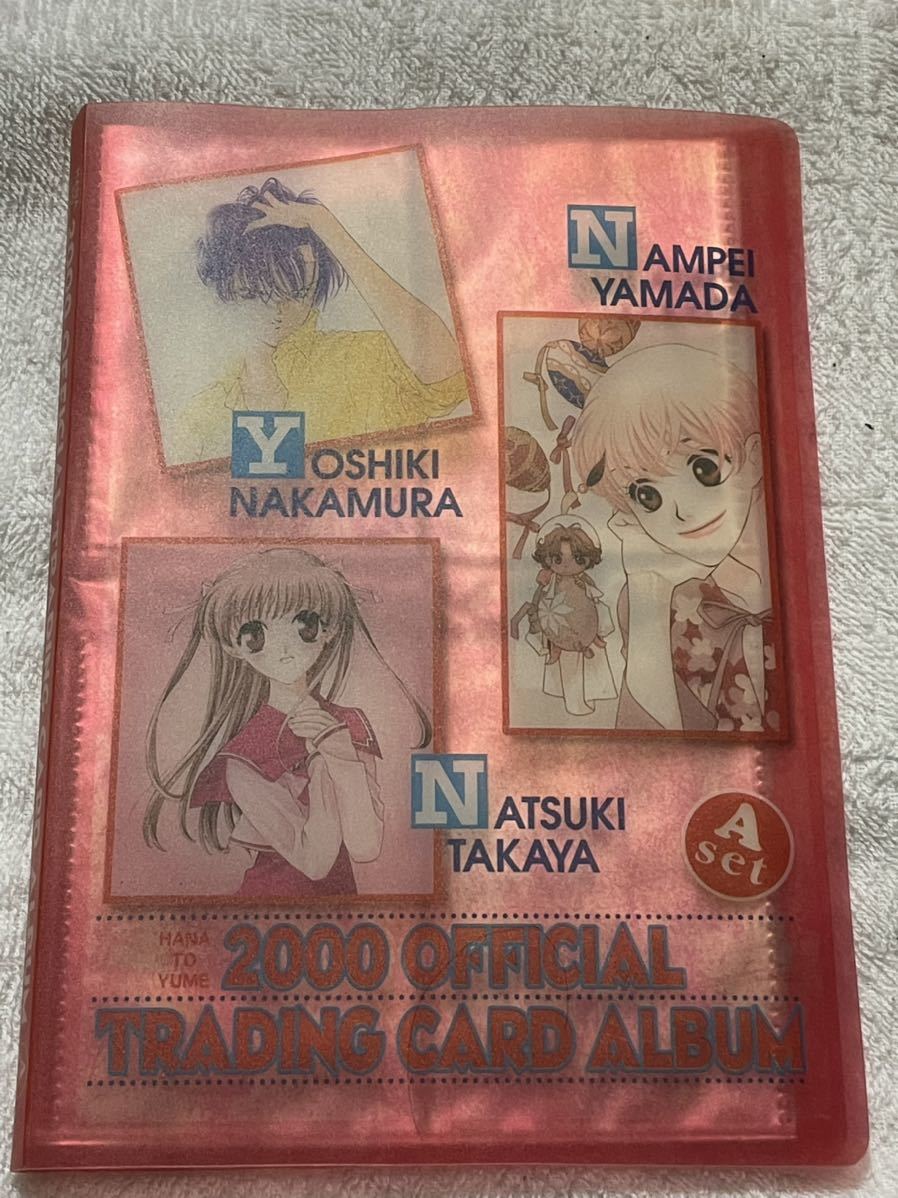 NAMPEI
YAMADA
YOSHIKI
NAKAMURA
NATSUKI
TAKAYA
A
set
HANA
TO
YUME
2000 OFFICIAL
TRADING CARD ALBUM